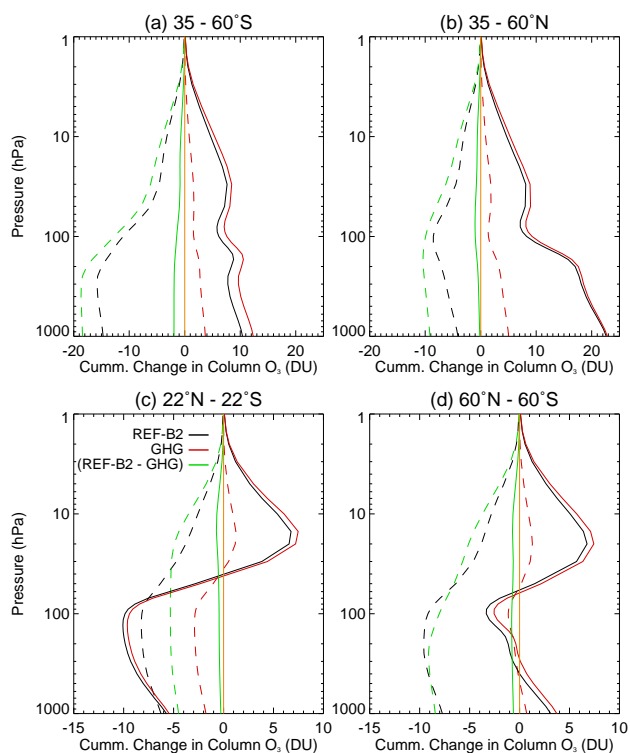 (a) 35 - 60°S
(b) 35 - 60°N
1
10
100
1000
Pressure (hPa)
-20 -10 0 10 20
Cumm. Change in Column O₃ (DU)
1
10
100
1000
Pressure (hPa)
-20 -10 0 10 20
Cumm. Change in Column O₃ (DU)
(c) 22°N - 22°S
(d) 60°N - 60°S
REF-B2
GHG
(REF-B2 - GHG)
1
10
100
1000
Pressure (hPa)
-15 -10 -5 0 5 10
Cumm. Change in Column O₃ (DU)
1
10
100
1000
Pressure (hPa)
-15 -10 -5 0 5 10
Cumm. Change in Column O₃ (DU)